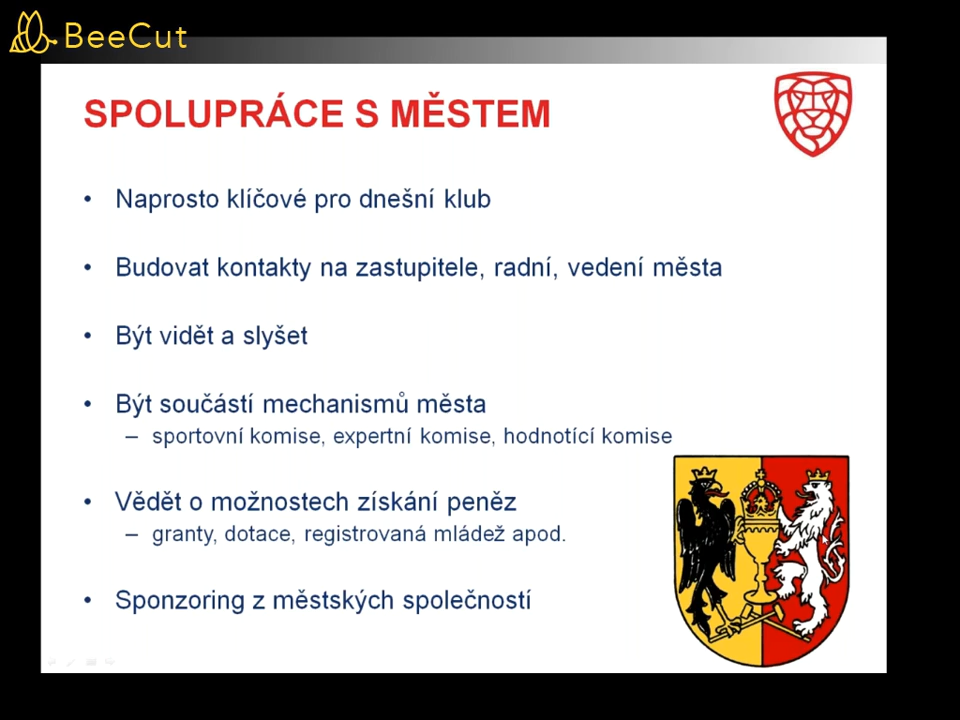 BeeCut
SPOLUPRÁCE S MĚSTEM
• Naprosto klíčové pro dnešní klub
• Budovat kontakty na zastupitele, radní, vedení města
• Být vidět a slyšet
• Být součástí mechanismů města
– sportovní komise, expertní komise, hodnotící komise
• Vědět o možnostech získání peněz
– granty, dotace, registrovaná mládež apod.
• Sponzoring z městských společností